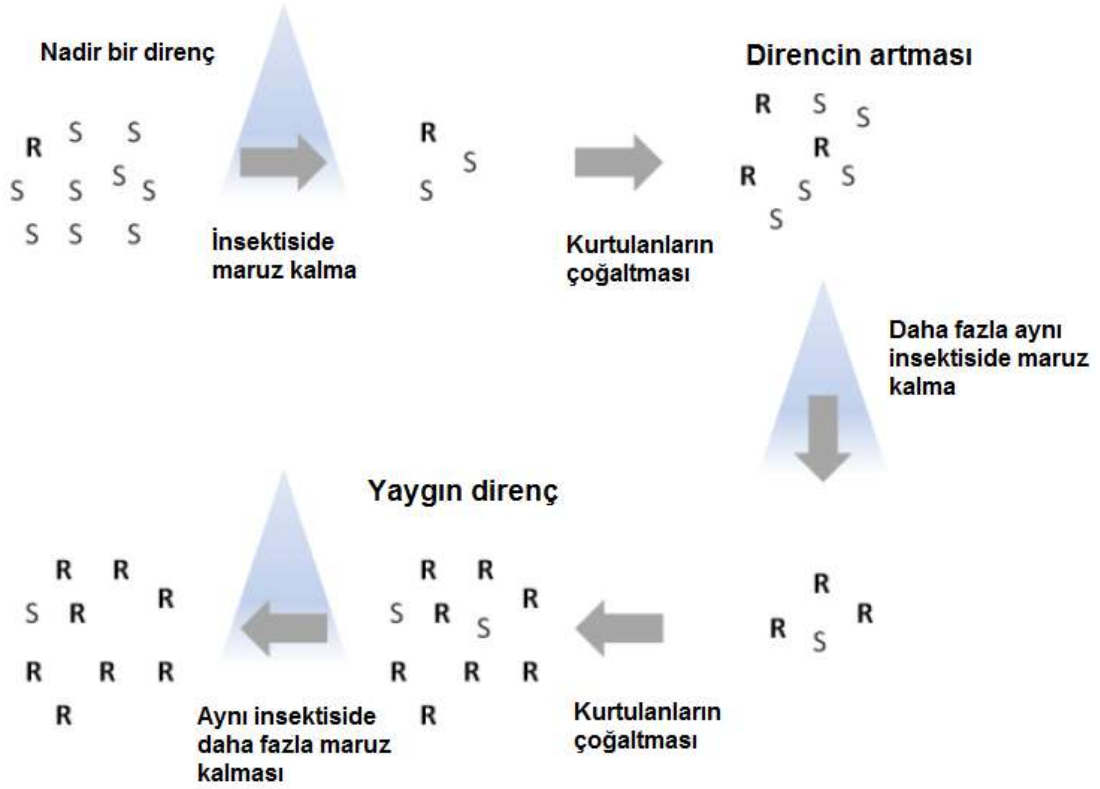 Nadir bir direnç
R S S
S S S S
S S S
İnsektiside
maruz kalma
R
S
S
Kurtulanların
çoğaltması
Direncin artması
R S S
R
R S S
S
Daha fazla aynı
insektiside maruz
kalma
R
R R
S
Kurtulanların
çoğaltması
Yaygın direnç
R R
R
S R
S
R R R
R
Aynı insektiside
daha fazla maruz
kalması
R R
R
S R
R R R
R